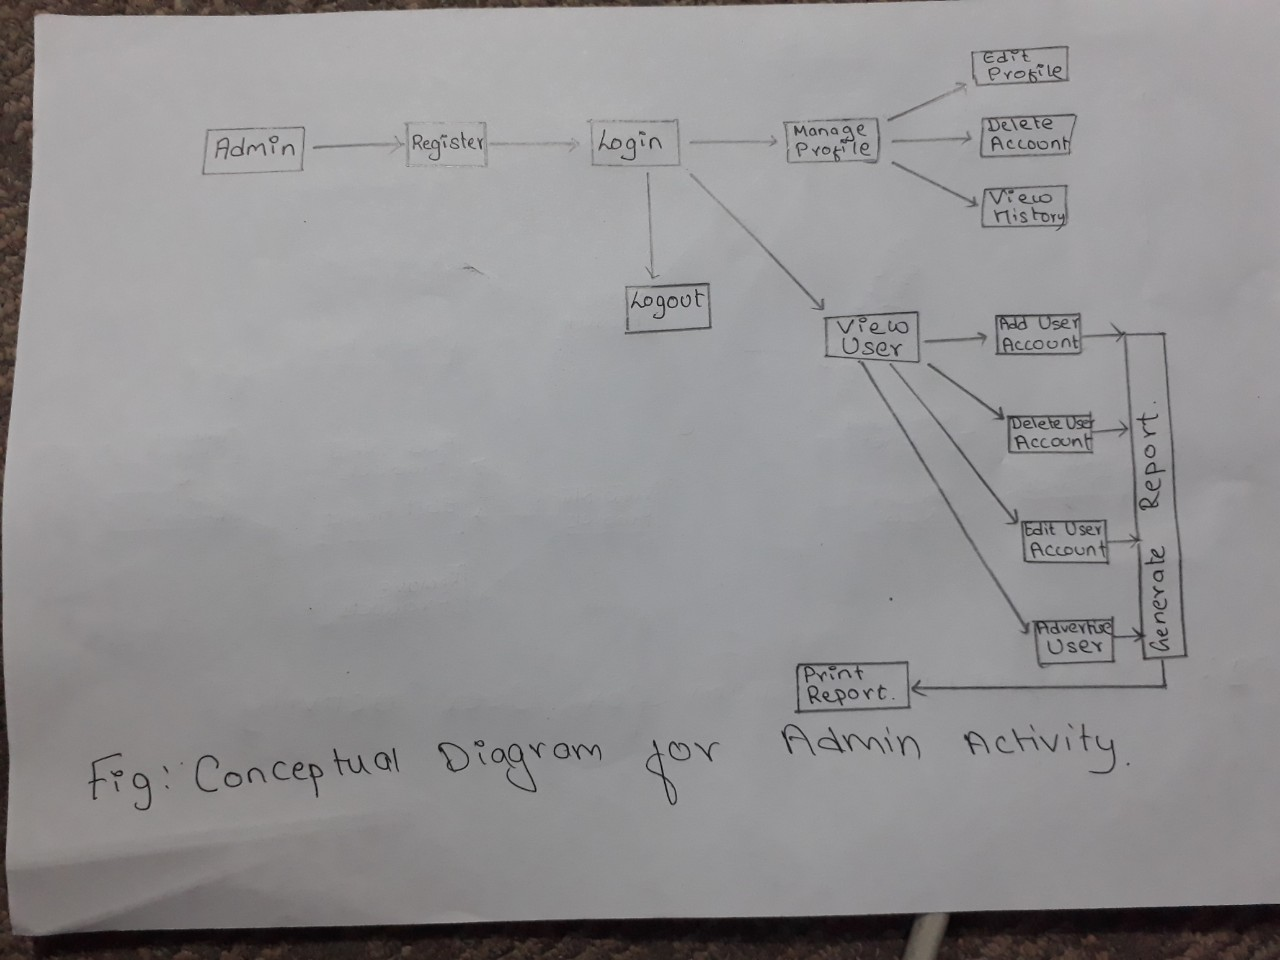 Admin
Register
Login
Manage
Profile
Edit
Profile
Delete
Account
View
History
Logout
View
User
Add User
Account
Delete User
Account
Edit User
Account
Advertise
User
Generate Report.
Print
Report.
Fig: Conceptual Diagram for Admin Activity.